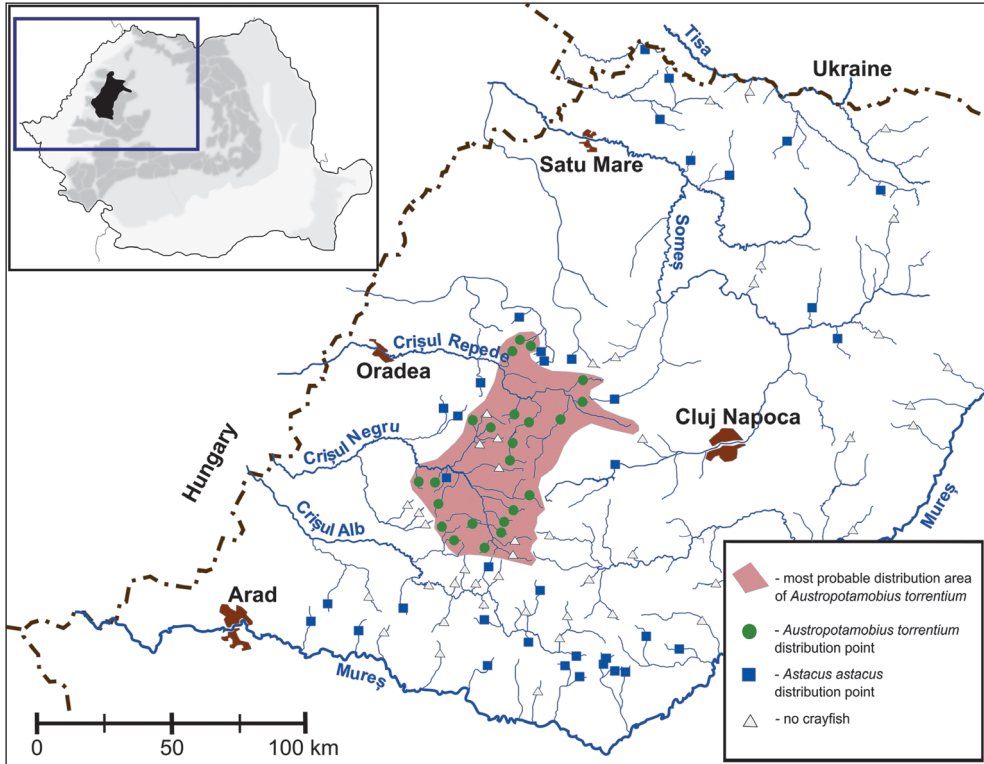 Tisa
Ukraine
Satu Mare
Someș
Crișul Repede
Oradea
Cluj Napoca
Crișul Negru
Hungary
Mureș
Crișul Alb
Arad
Mureș
0 50 100 km
- most probable distribution area
of Austropotamobius torrentium
- Austropotamobius torrentium
distribution point
- Astacus astacus
distribution point
- no crayfish